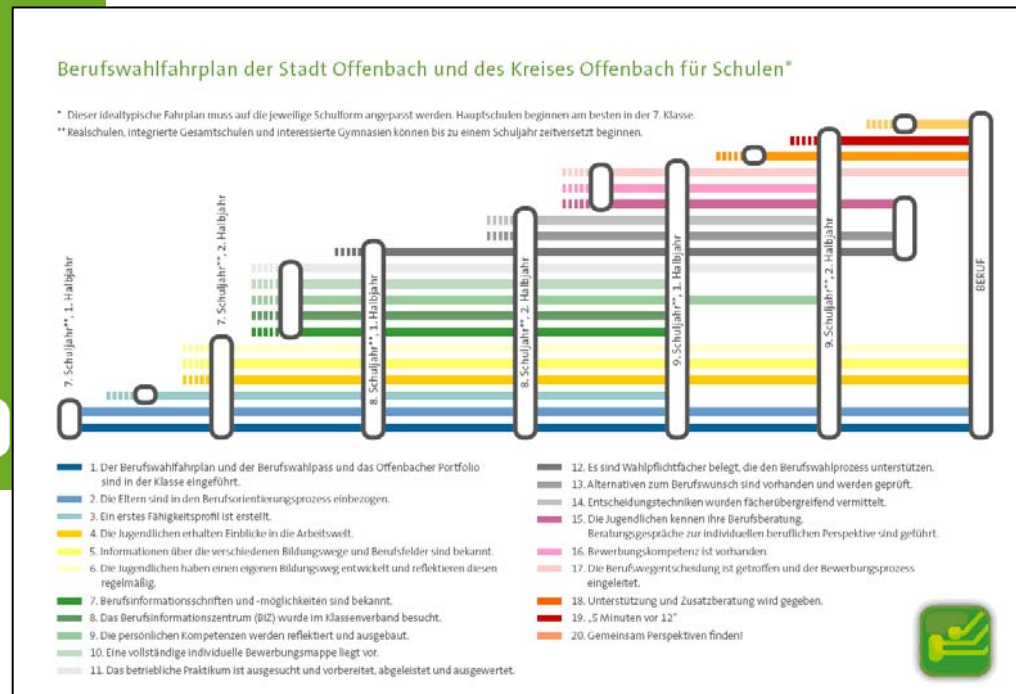 Berufswahlfahrplan der Stadt Offenbach und des Kreises Offenbach für Schulen*
* Dieser idealtypische Fahrplan muss auf die jeweilige Schulform angepasst werden. Hauptschulen beginnen am besten in der 7. Klasse.
** Realschulen, integrierte Gesamtschulen und interessierte Gymnasien können bis zu einem Schuljahr zeitversetzt beginnen.
7. Schuljahr**, 1. Halbjahr
7. Schuljahr**, 2. Halbjahr
8. Schuljahr**, 1. Halbjahr
8. Schuljahr**, 2. Halbjahr
9. Schuljahr**, 1. Halbjahr
9. Schuljahr**, 2. Halbjahr
BERUF
1. Der Berufswahlfahrplan und der Berufswahlpass und das Offenbacher Portfolio
sind in der Klasse eingeführt.
2. Die Eltern sind in den Berufsorientierungsprozess einbezogen.
3. Ein erstes Fähigkeitsprofil ist erstellt.
4. Die Jugendlichen erhalten Einblicke in die Arbeitswelt.
5. Informationen über die verschiedenen Bildungswege und Berufsfelder sind bekannt.
6. Die Jugendlichen haben einen eigenen Bildungsweg entwickelt und reflektieren diesen
regelmäßig.
7. Berufsinformationsschriften und -möglichkeiten sind bekannt.
8. Das Berufsinformationszentrum (BIZ) wurde im Klassenverband besucht.
9. Die persönlichen Kompetenzen werden reflektiert und ausgebaut.
10. Eine vollständige individuelle Bewerbungsmappe liegt vor.
11. Das betriebliche Praktikum ist ausgesucht und vorbereitet, abgeleistet und ausgewertet.
12. Es sind Wahlpflichtfächer belegt, die den Berufswahlprozess unterstützen.
13. Alternativen zum Berufswunsch sind vorhanden und werden geprüft.
14. Entscheidungstechniken wurden fächerübergreifend vermittelt.
15. Die Jugendlichen kennen ihre Berufsberatung.
Beratungsgespräche zur individuellen beruflichen Perspektive sind geführt.
16. Bewerbungskompetenz ist vorhanden.
17. Die Berufswegentscheidung ist getroffen und der Bewerbungsprozess
eingeleitet.
18. Unterstützung und Zusatzberatung wird gegeben.
19. „5 Minuten vor 12"
20. Gemeinsam Perspektiven finden!